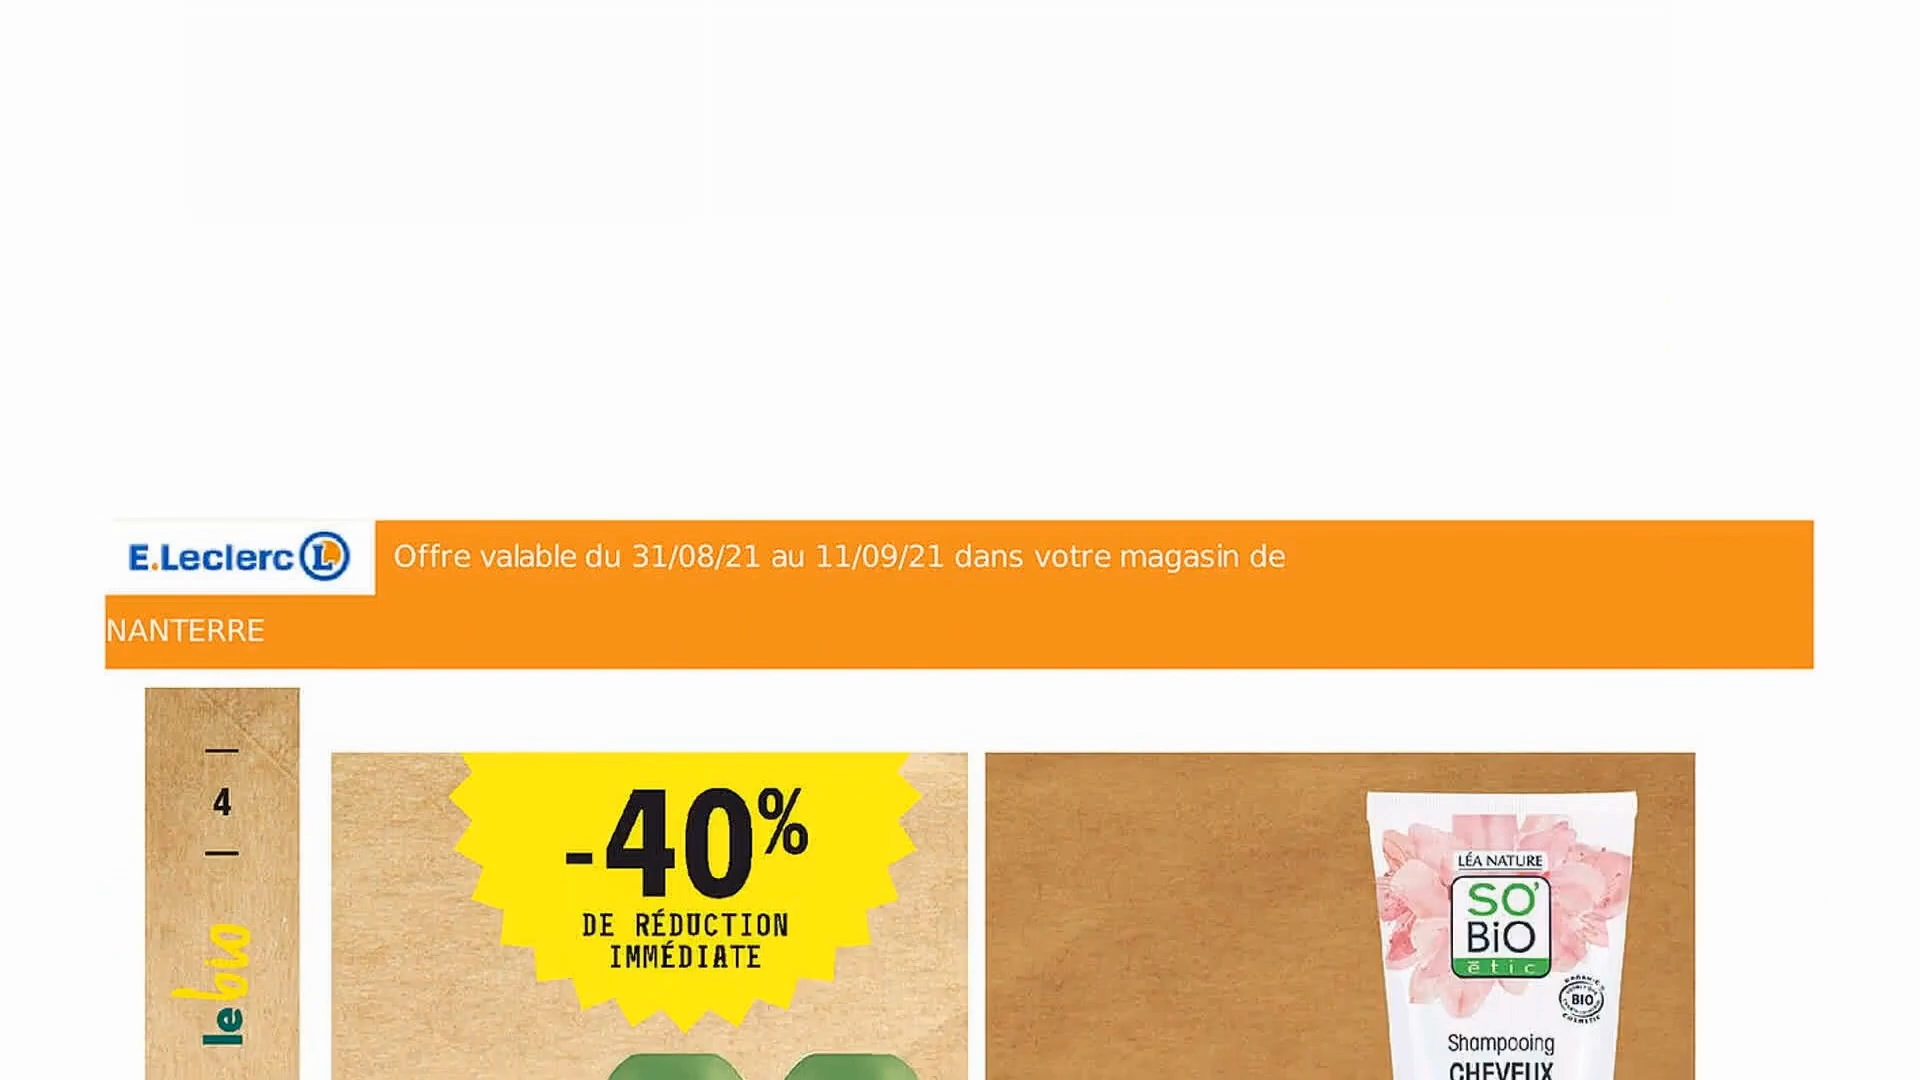 E.Leclerc L
Offre valable du 31/08/21 au 11/09/21 dans votre magasin de
NANTERRE
4
le bio
-40%
DE RÉDUCTION
IMMÉDIATE
LÉA NATURE
SO'
BiO
étic
BIO
Shampooing
CHEVEUX